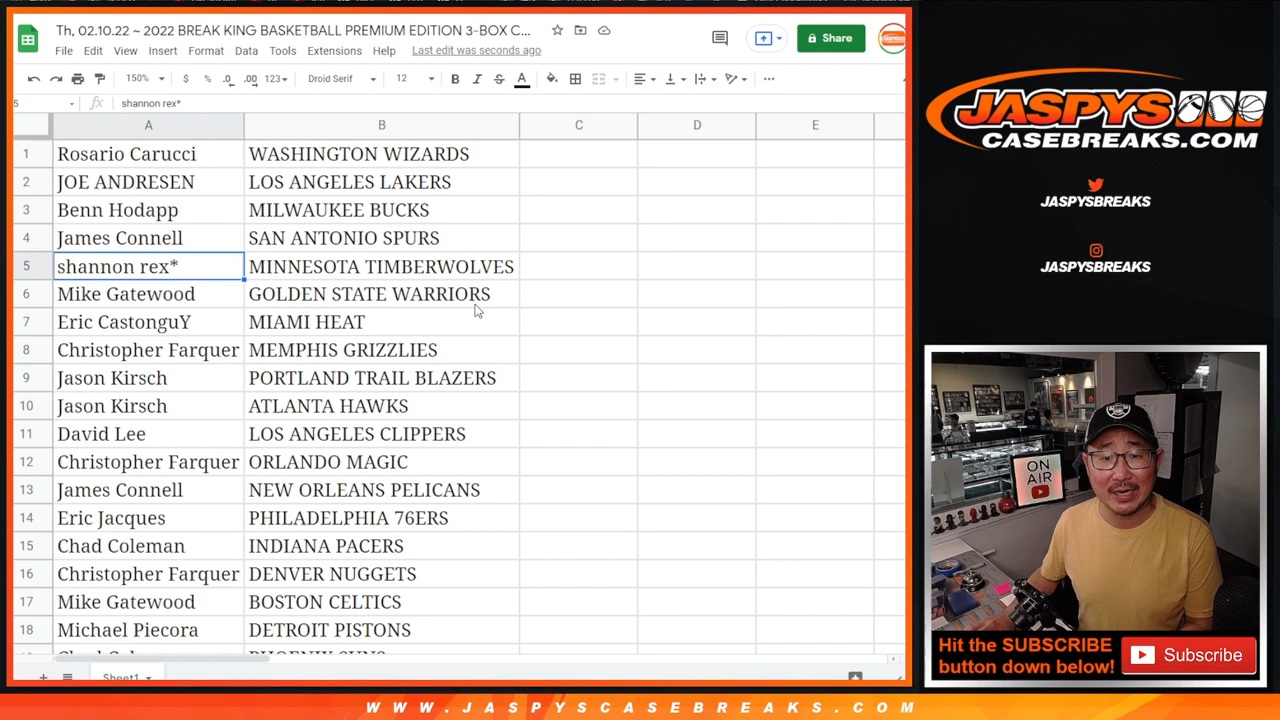 Th, 02.10.22 ~ 2022 BREAK KING BASKETBALL PREMIUM EDITION 3-BOX C...
Share
File Edit View Insert Format Data Tools Extensions Help Last edit was seconds ago
150% $ % .0 .00 123 Droid Serif 12 B I S A
5 fx shannon rex*
A B C D E
1 Rosario Carucci WASHINGTON WIZARDS
2 JOE ANDRESEN LOS ANGELES LAKERS
3 Benn Hodapp MILWAUKEE BUCKS
4 James Connell SAN ANTONIO SPURS
5 shannon rex* MINNESOTA TIMBERWOLVES
6 Mike Gatewood GOLDEN STATE WARRIORS
7 Eric CastonguY MIAMI HEAT
8 Christopher Farquer MEMPHIS GRIZZLIES
9 Jason Kirsch PORTLAND TRAIL BLAZERS
10 Jason Kirsch ATLANTA HAWKS
11 David Lee LOS ANGELES CLIPPERS
12 Christopher Farquer ORLANDO MAGIC
13 James Connell NEW ORLEANS PELICANS
14 Eric Jacques PHILADELPHIA 76ERS
15 Chad Coleman INDIANA PACERS
16 Christopher Farquer DENVER NUGGETS
17 Mike Gatewood BOSTON CELTICS
18 Michael Piecora DETROIT PISTONS
Sheet1
JASPYS
CASEBREAKS.COM
JASPYSBREAKS
JASPYSBREAKS
ON
AIR
Hit the SUBSCRIBE
button down below!
Subscribe
WWW.JASPYSCASEBREAKS.COM